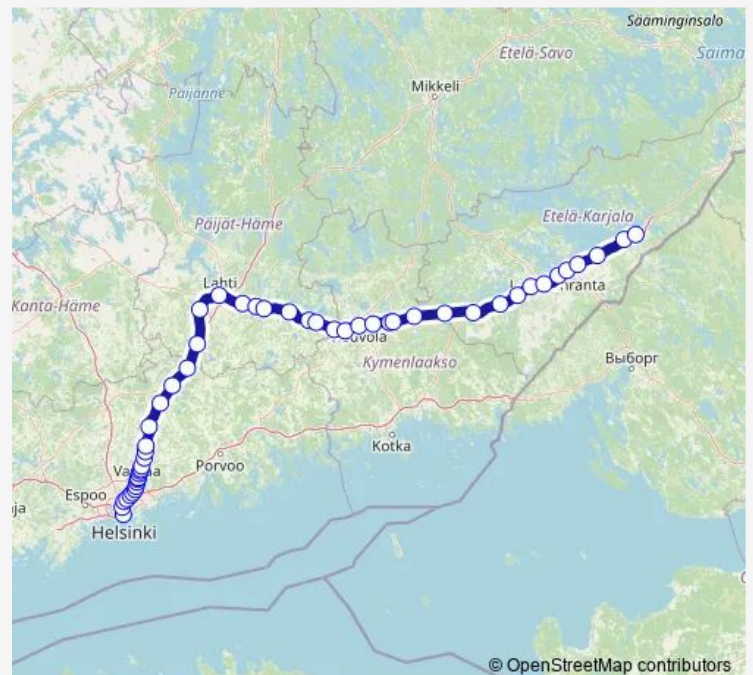 Sääminginsalo
Etelä-Savo
Saima
Päijänne
Mikkeli
Päijät-Häme
Etelä-Karjala
Lahti
Kanta-Häme
ranta
Kymenlaakso
Выборг
Kotka
Porvoo
Espoo
Helsinki
© OpenStreetMap contributors